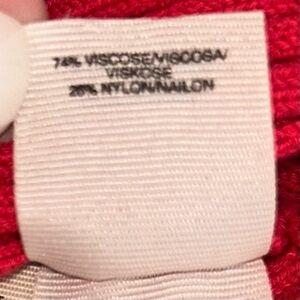 74% VISCOSE/VISCOSA/
VISKOSE
26% NYLON/NAILON